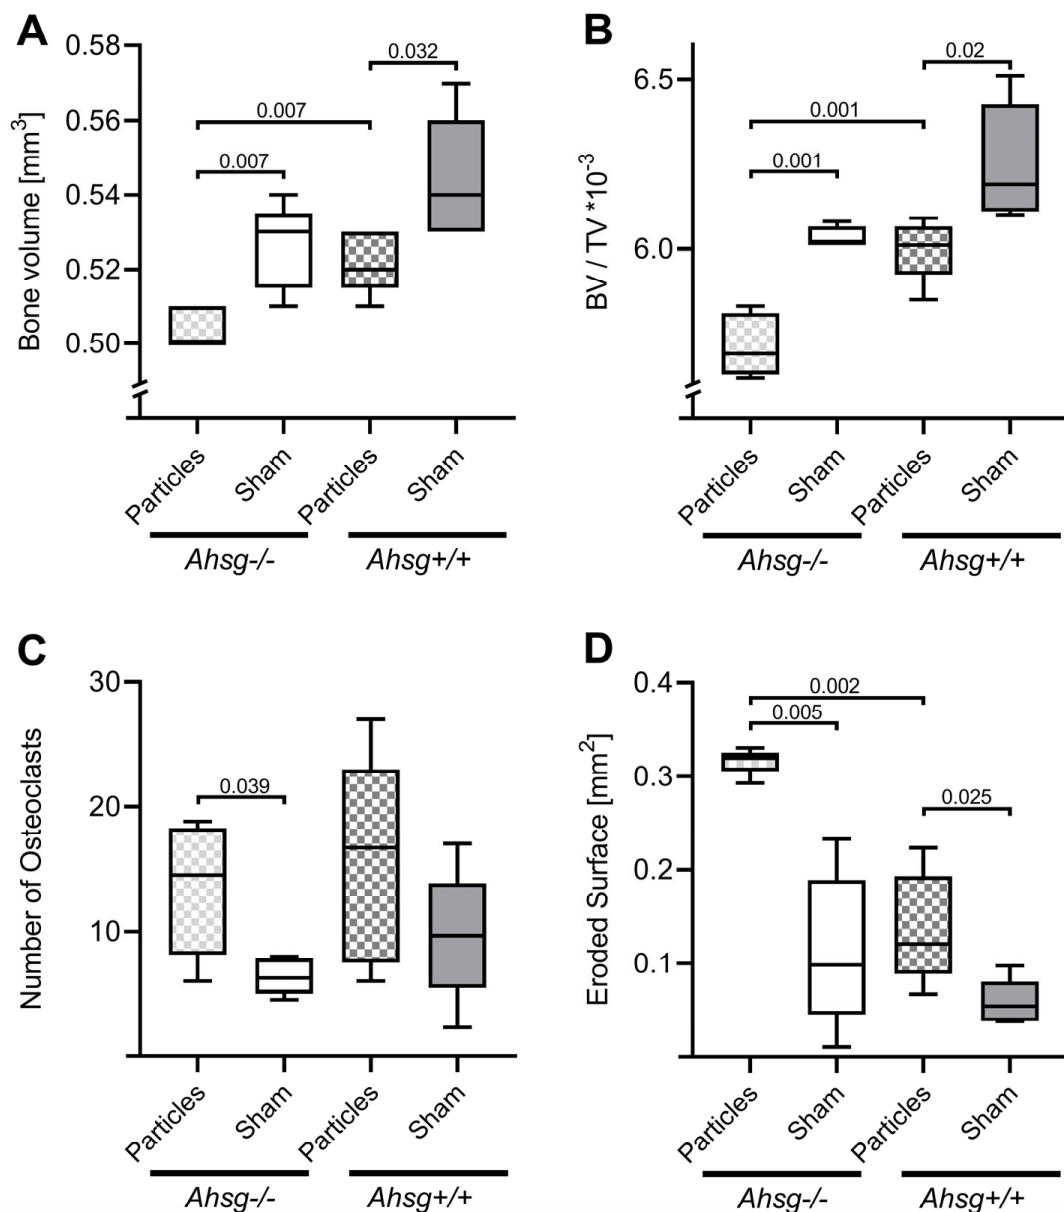 A
Bone volume [mm³]
0.58
0.56
0.54
0.52
0.50
0.032
0.007
0.007
Particles
Sham
Particles
Sham
Ahsg-/-
Ahsg+/+
B
BV / TV *10⁻³
6.5
6.0
0.02
0.001
0.001
Particles
Sham
Particles
Sham
Ahsg-/-
Ahsg+/+
C
Number of Osteoclasts
30
20
10
0.039
Particles
Sham
Particles
Sham
Ahsg-/-
Ahsg+/+
D
Eroded Surface [mm²]
0.4
0.3
0.2
0.1
0.002
0.005
0.025
Particles
Sham
Particles
Sham
Ahsg-/-
Ahsg+/+